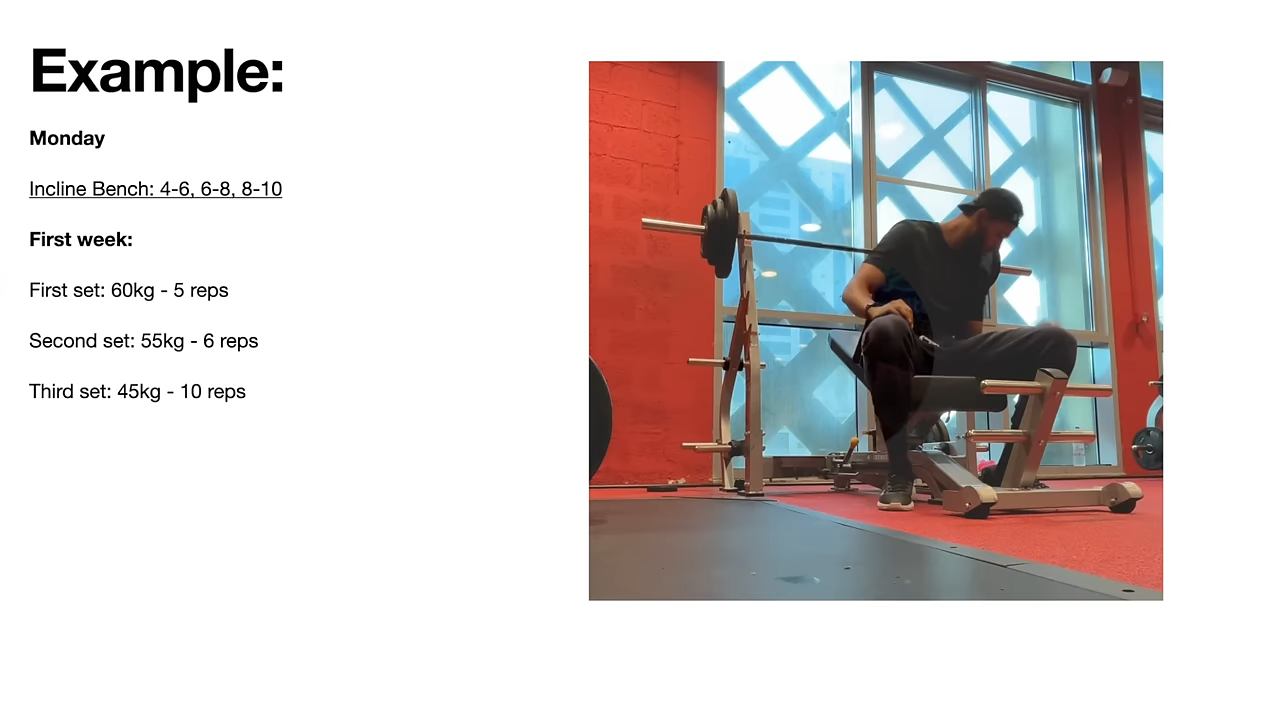 Example:
Monday
Incline Bench: 4-6, 6-8, 8-10
First week:
First set: 60kg - 5 reps
Second set: 55kg - 6 reps
Third set: 45kg - 10 reps